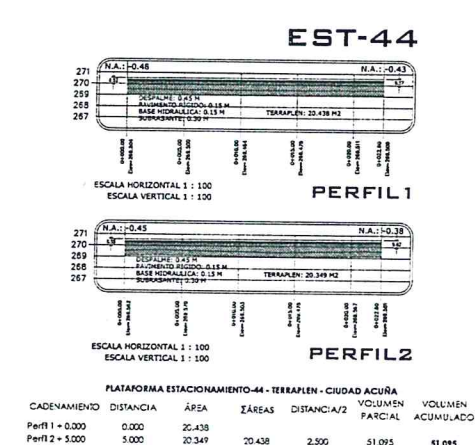 EST-44
N.A.: -0.46 N.A.: -0.43
271
270
269
268
267
DESPALME: 0.45 M
PAVIMENTO RÍGIDO: 0.15 M
BASE HIDRAULICA: 0.15 M
SUBRASANTE: 0.30 M
TERRAPLEN: 20.438 M2
ESCALA HORIZONTAL 1 : 100
ESCALA VERTICAL 1 : 100
PERFIL1
N.A.: -0.45 N.A.: -0.38
271
270
269
268
267
DESPALME: 0.45 M
PAVIMENTO RÍGIDO: 0.15 M
BASE HIDRAULICA: 0.15 M
SUBRASANTE: 0.30 M
TERRAPLEN: 20.349 M2
ESCALA HORIZONTAL 1 : 100
ESCALA VERTICAL 1 : 100
PERFIL2
PLATAFORMA ESTACIONAMIENTO-44 - TERRAPLEN - CIUDAD ACUÑA
CADENAMIENTO DISTANCIA ÁREA ΣÁREAS DISTANCIA/2 VOLUMEN PARCIAL VOLUMEN ACUMULADO
Perfil 1 + 0.000 0.000 20.438
Perfil 2 + 5.000 5.000 20.349 20.438 2.500 51.095 51.095